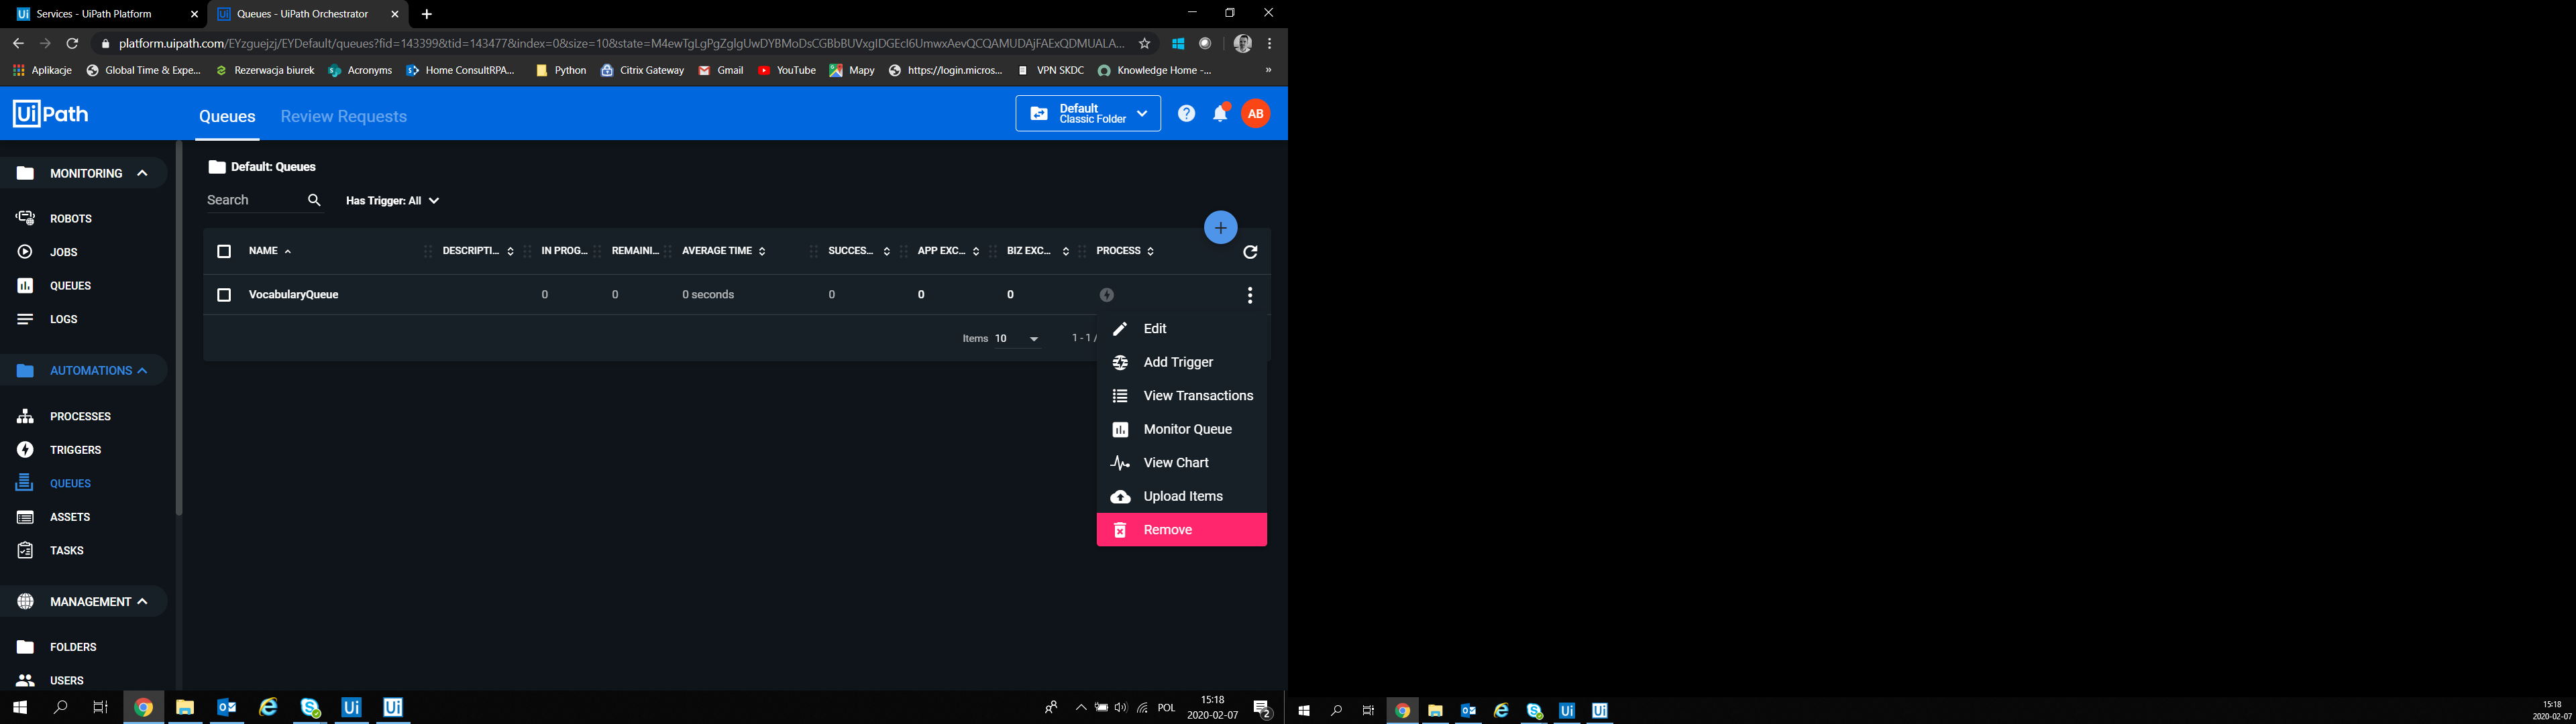 Services - UiPath Platform
Queues - UiPath Orchestrator
platform.uipath.com/EYzguejzj/EYDefault/queues?fid=143399&tid=143477&index=0&size=10&state=
Aplikacje
Global Time & Expe...
Rezerwacja biurek
Acronyms
Home ConsultRPA...
Python
Citrix Gateway
Gmail
YouTube
Mapy
https://login.micros...
VPN SKDC
Knowledge Home -...
»
Ui Path
Queues
Review Requests
Default
Classic Folder
AB
MONITORING
ROBOTS
JOBS
QUEUES
LOGS
AUTOMATIONS
PROCESSES
TRIGGERS
QUEUES
ASSETS
TASKS
MANAGEMENT
FOLDERS
USERS
Default: Queues
Search
Has Trigger: All
NAME DESCRIPTI... IN PROG... REMAINI... AVERAGE TIME SUCCES... APP EXC... BIZ EXC... PROCESS
VocabularyQueue 0 0 0 seconds 0 0 0
Items 10 1 - 1 /
Edit
Add Trigger
View Transactions
Monitor Queue
View Chart
Upload Items
Remove
POL
15:18
2020-02-07
2
15:18
2020-02-07